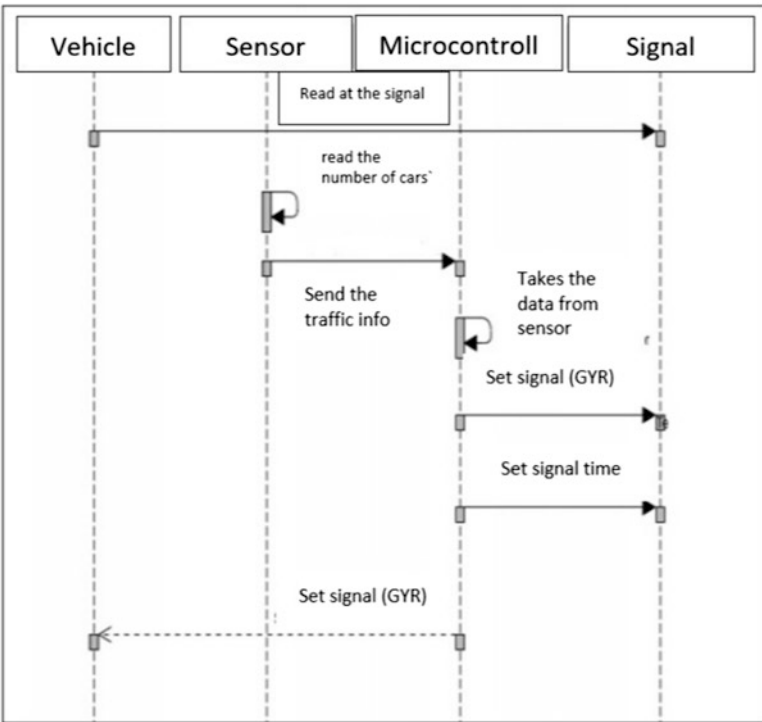 Vehicle
Sensor
Microcontroll
Signal
Read at the signal
read the
number of cars`
Send the
traffic info
Takes the
data from
sensor
Set signal (GYR)
Set signal time
Set signal (GYR)